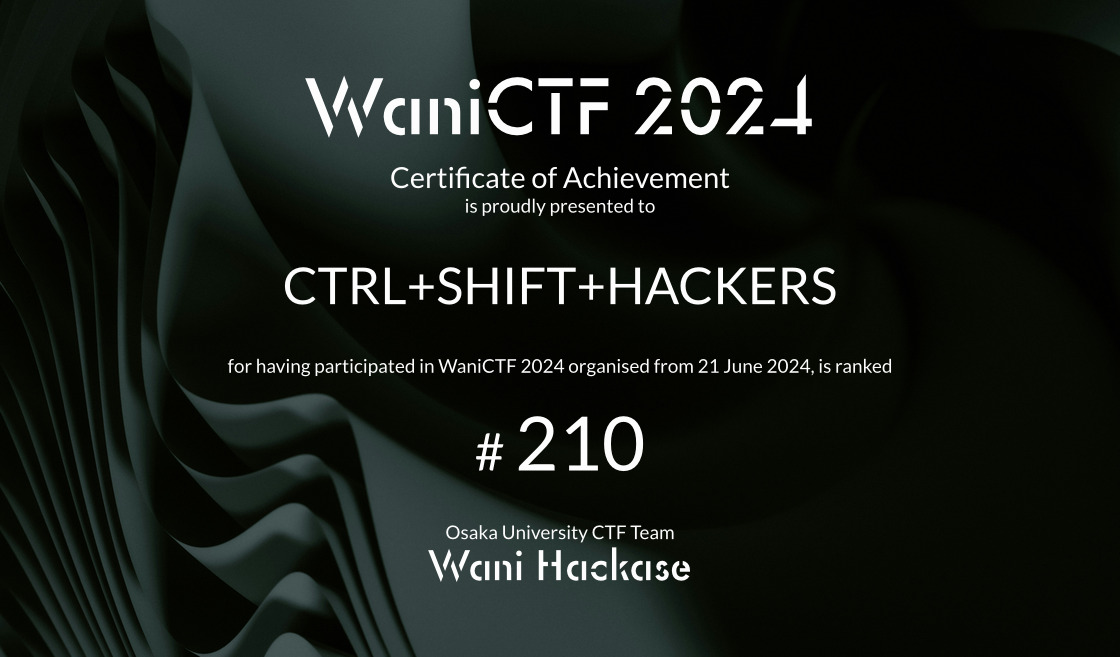 WaniCTF 2024
Certificate of Achievement
is proudly presented to
CTRL+SHIFT+HACKERS
for having participated in WaniCTF 2024 organised from 21 June 2024, is ranked
# 210
Osaka University CTF Team
Wani Hackase